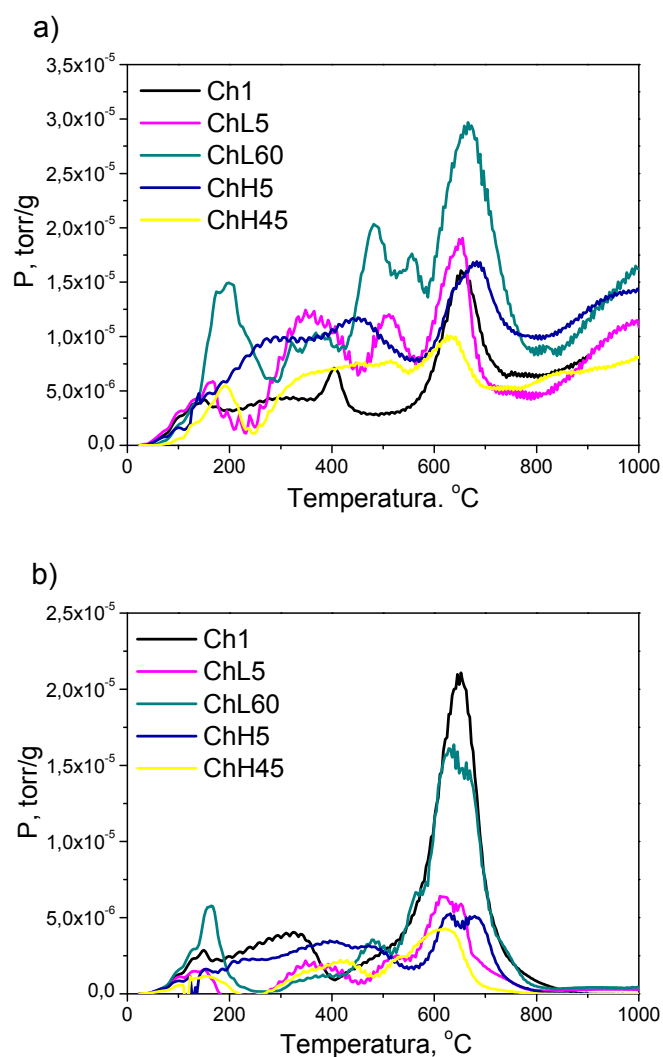 a)
3,5x10⁻⁵
3,0x10⁻⁵
2,5x10⁻⁵
2,0x10⁻⁵
1,5x10⁻⁵
1,0x10⁻⁵
5,0x10⁻⁶
0,0
P, torr/g
Ch1
ChL5
ChL60
ChH5
ChH45
0 200 400 600 800 1000
Temperatura. °C
b)
2,5x10⁻⁵
2,0x10⁻⁵
1,5x10⁻⁵
1,0x10⁻⁵
5,0x10⁻⁶
0,0
P, torr/g
Ch1
ChL5
ChL60
ChH5
ChH45
0 200 400 600 800 1000
Temperatura, °C